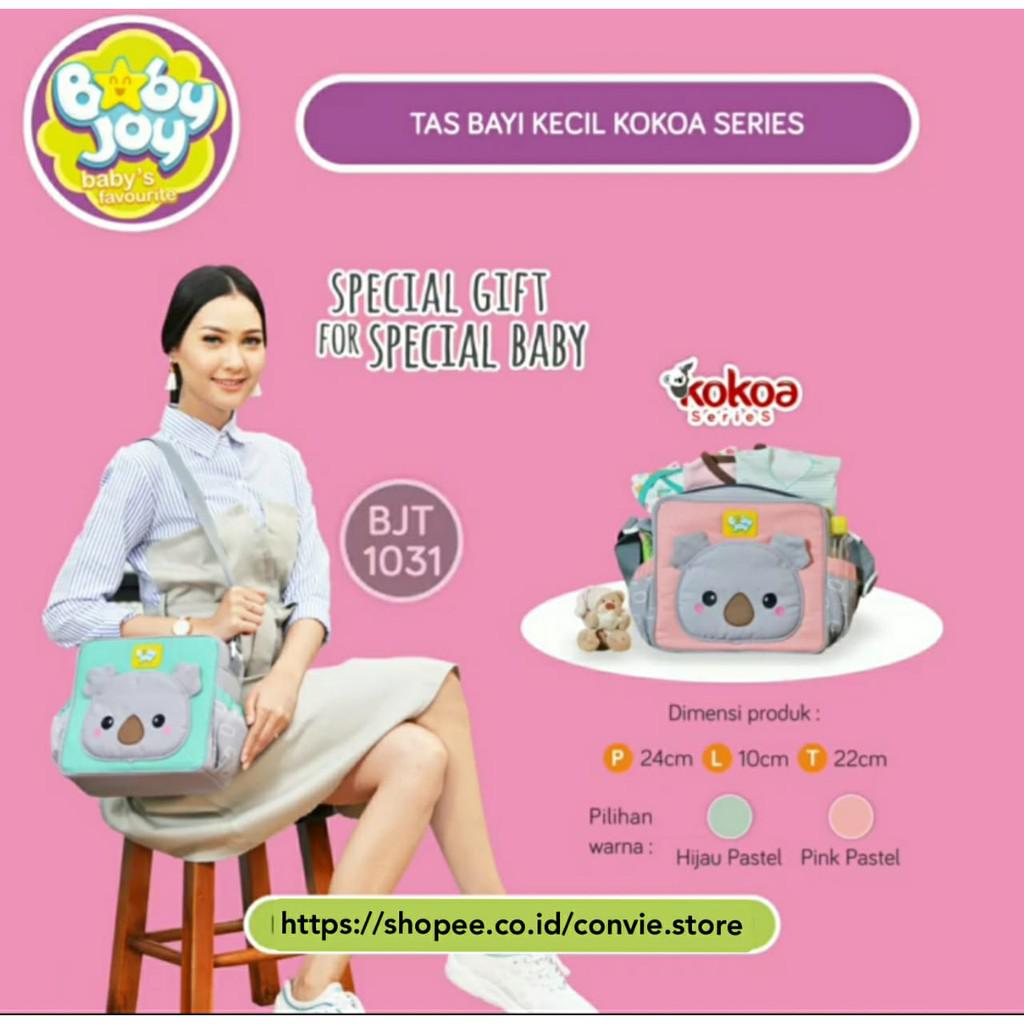 Baby
Joy
baby's
favourite
TAS BAYI KECIL KOKOA SERIES
SPECIAL GIFT
FOR SPECIAL BABY
kokoa
SerieS
BJT
1031
Dimensi produk :
P 24cm L 10cm T 22cm
Pilihan
warna :
Hijau Pastel Pink Pastel
https://shopee.co.id/convie.store